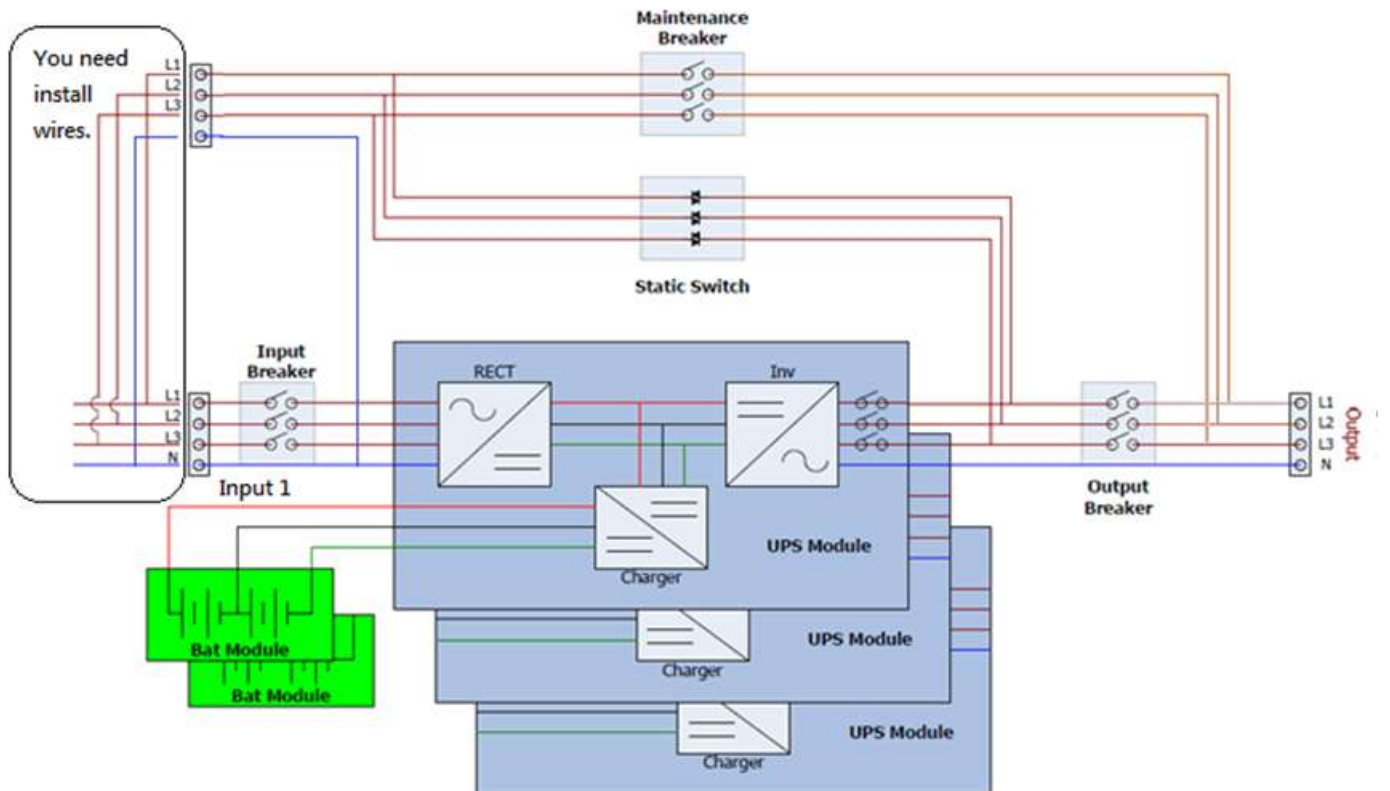 Maintenance
Breaker
You need
install
wires.
L1
L2
L3
Static Switch
Input
Breaker
RECT
Inv
L1
L2
L3
N
Input 1
L1
L2
L3
N
Output
Output
Breaker
UPS Module
Charger
Bat Module
UPS Module
Charger
Bat Module
UPS Module
Charger